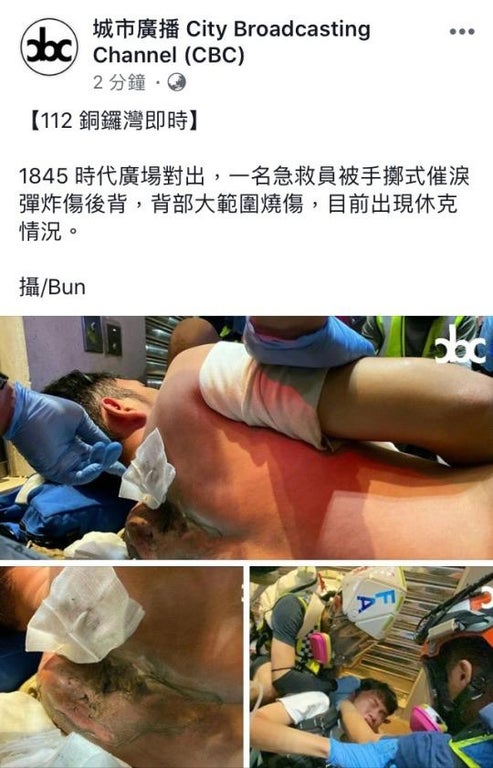 cbc
城市廣播 City Broadcasting
Channel (CBC)
2 分鐘 ·
【112 銅鑼灣即時】
1845 時代廣場對出，一名急救員被手擲式催淚
彈炸傷後背，背部大範圍燒傷，目前出現休克
情況。
攝/Bun
cbc
FA